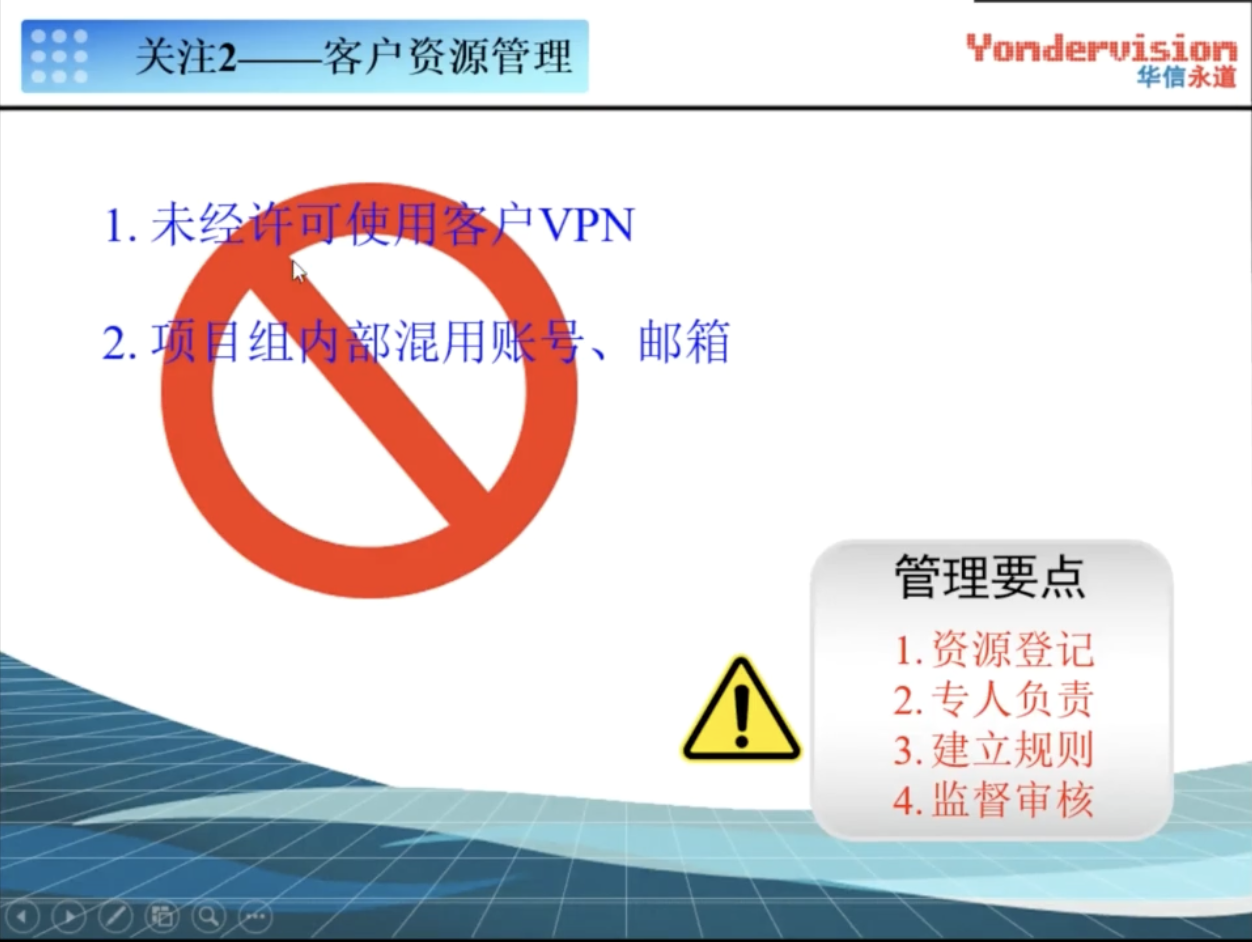 关注2——客户资源管理
Yondervision
华信永道
1. 未经许可使用客户VPN
2. 项目组内部混用账号、邮箱
管理要点
1. 资源登记
2. 专人负责
3. 建立规则
4. 监督审核